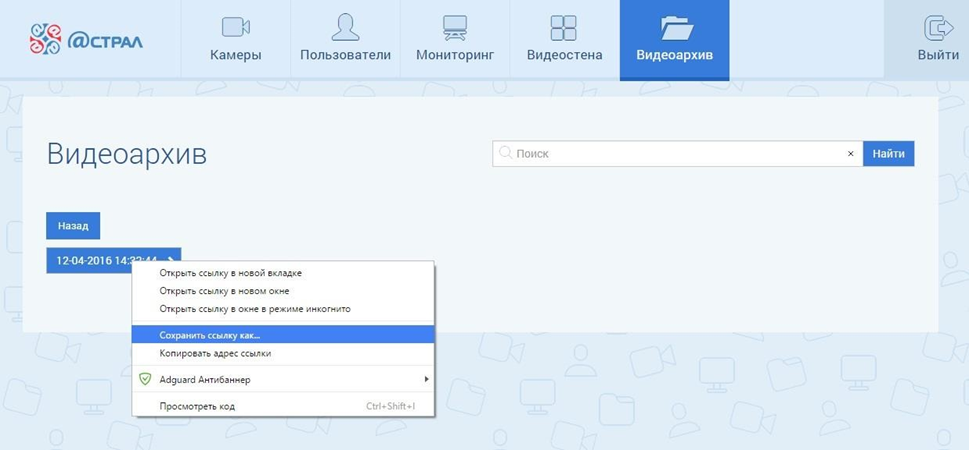 @СТРАЛ
Камеры
Пользователи
Мониторинг
Видеостена
Видеоархив
Выйти
Видеоархив
Поиск
×
Найти
Назад
12-04-2016 14:33:44
Открыть ссылку в новой вкладке
Открыть ссылку в новом окне
Открыть ссылку в окне в режиме инкогнито
Сохранить ссылку как...
Копировать адрес ссылки
Adguard Антибаннер
Просмотреть код Ctrl+Shift+I